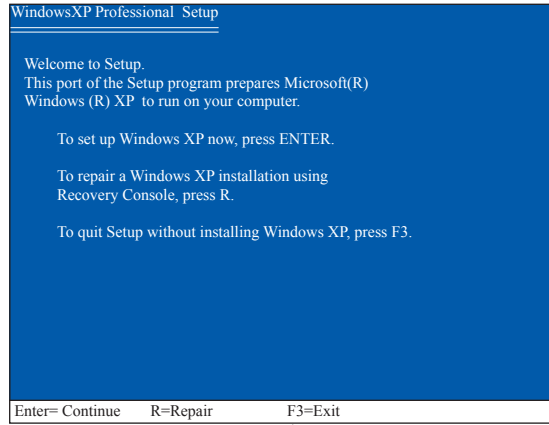 WindowsXP Professional Setup
Welcome to Setup.
This port of the Setup program prepares Microsoft(R)
Windows (R) XP to run on your computer.
To set up Windows XP now, press ENTER.
To repair a Windows XP installation using
Recovery Console, press R.
To quit Setup without installing Windows XP, press F3.
Enter= Continue R=Repair F3=Exit